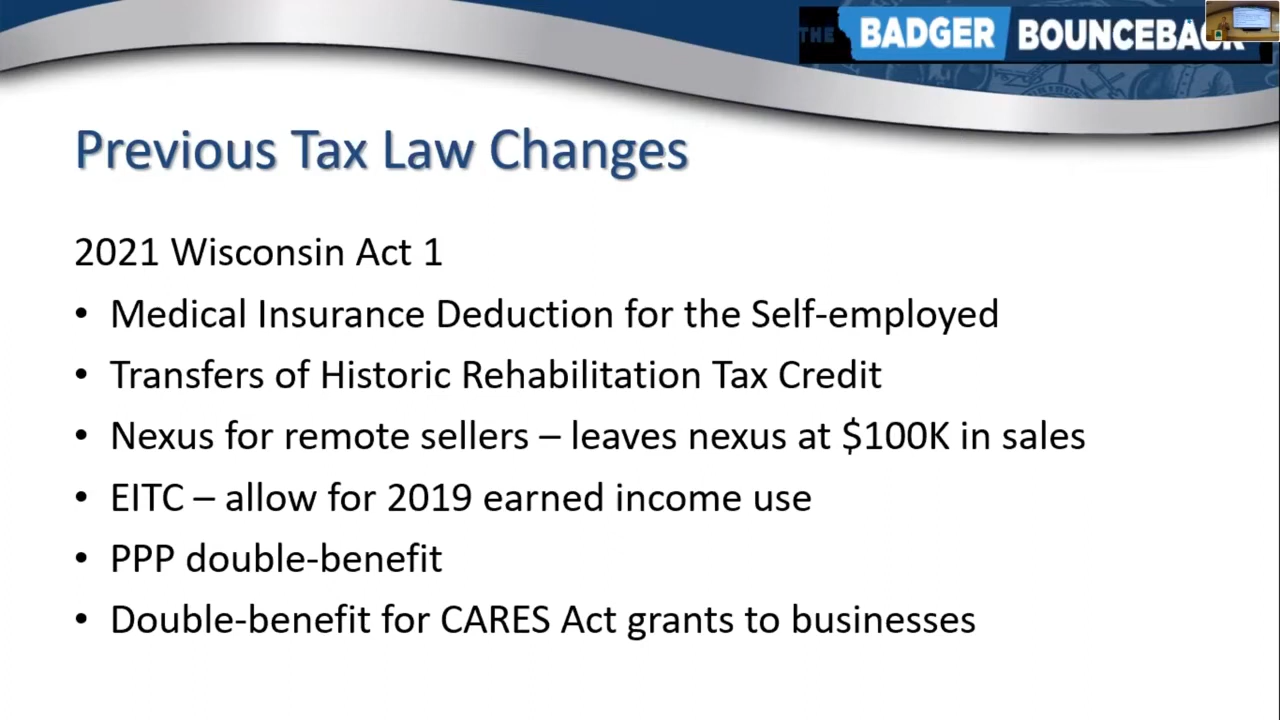 THE BADGER BOUNCEBACK
Previous Tax Law Changes
2021 Wisconsin Act 1
• Medical Insurance Deduction for the Self-employed
• Transfers of Historic Rehabilitation Tax Credit
• Nexus for remote sellers – leaves nexus at $100K in sales
• EITC – allow for 2019 earned income use
• PPP double-benefit
• Double-benefit for CARES Act grants to businesses